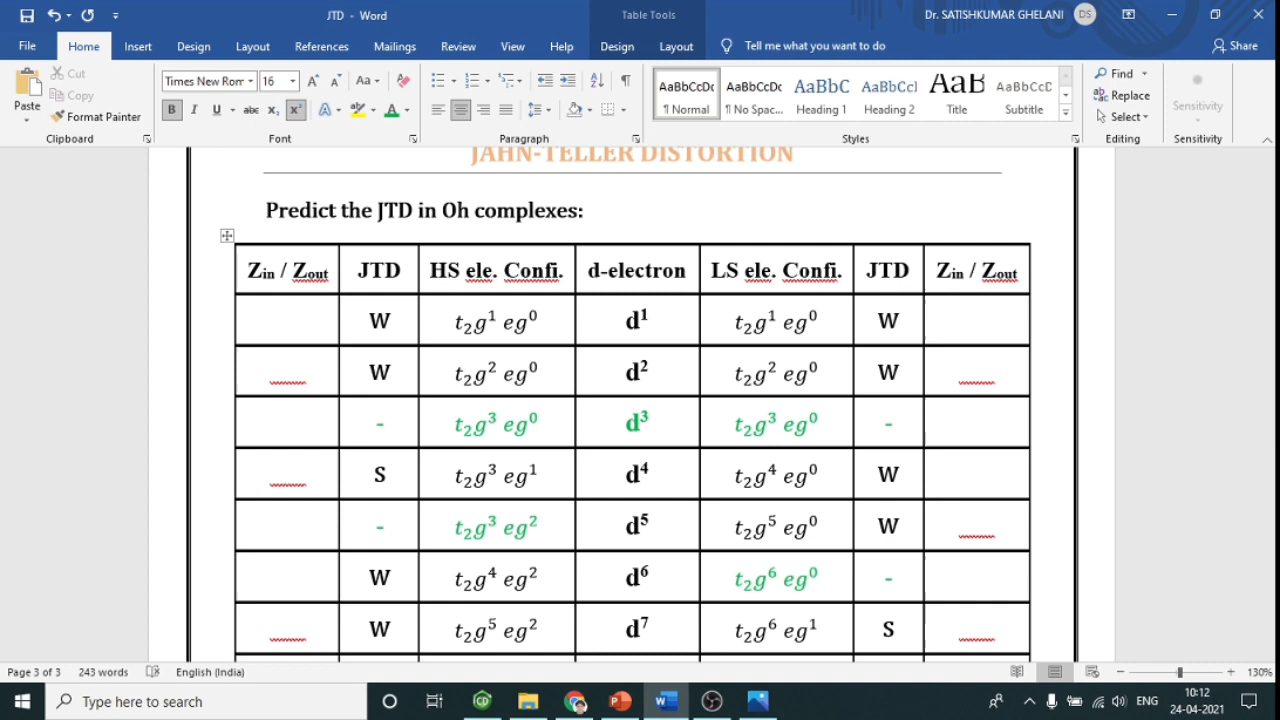 JTD - Word
Table Tools
Dr. SATISHKUMAR GHELANI
DS
File Home Insert Design Layout References Mailings Review View Help Design Layout Tell me what you want to do Share
Paste
Cut
Copy
Format Painter
Clipboard
Times New Rom 16
Font
Paragraph
AaBbCcDc ¶ Normal
AaBbCcDc ¶ No Spac...
AaBbC Heading 1
AaBbCcl Heading 2
AaB Title
AaBbCcC Subtitle
Styles
Find
Replace
Select
Editing
Sensitivity
Sensitivity
JAHN-TELLER DISTORTION
Predict the JTD in Oh complexes:
Zin / Zout JTD HS ele. Confi. d-electron LS ele. Confi. JTD Zin / Zout
W t₂g¹ eg⁰ d¹ t₂g¹ eg⁰ W
W t₂g² eg⁰ d² t₂g² eg⁰ W
- t₂g³ eg⁰ d³ t₂g³ eg⁰ -
S t₂g³ eg¹ d⁴ t₂g⁴ eg⁰ W
- t₂g³ eg² d⁵ t₂g⁵ eg⁰ W
W t₂g⁴ eg² d⁶ t₂g⁶ eg⁰ -
W t₂g⁵ eg² d⁷ t₂g⁶ eg¹ S
Page 3 of 3 243 words English (India) 130%
Type here to search
ENG
10:12
24-04-2021